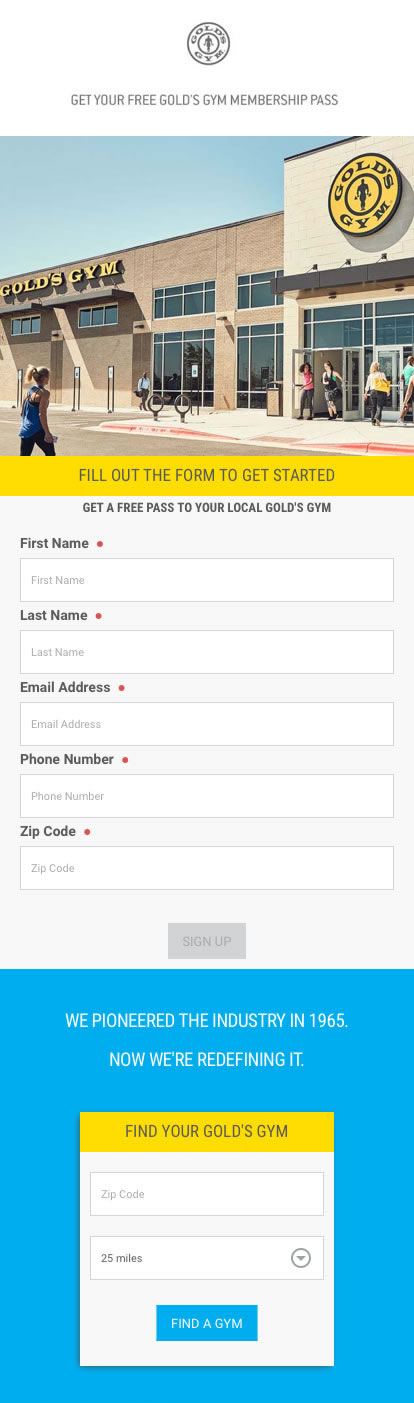 GOLD'S
GYM
GET YOUR FREE GOLD'S GYM MEMBERSHIP PASS
GOLD'S GYM
GOLD'S
GYM
FILL OUT THE FORM TO GET STARTED
GET A FREE PASS TO YOUR LOCAL GOLD'S GYM
First Name
First Name
Last Name
Last Name
Email Address
Email Address
Phone Number
Phone Number
Zip Code
Zip Code
SIGN UP
WE PIONEERED THE INDUSTRY IN 1965.
NOW WE'RE REDEFINING IT.
FIND YOUR GOLD'S GYM
Zip Code
25 miles
FIND A GYM